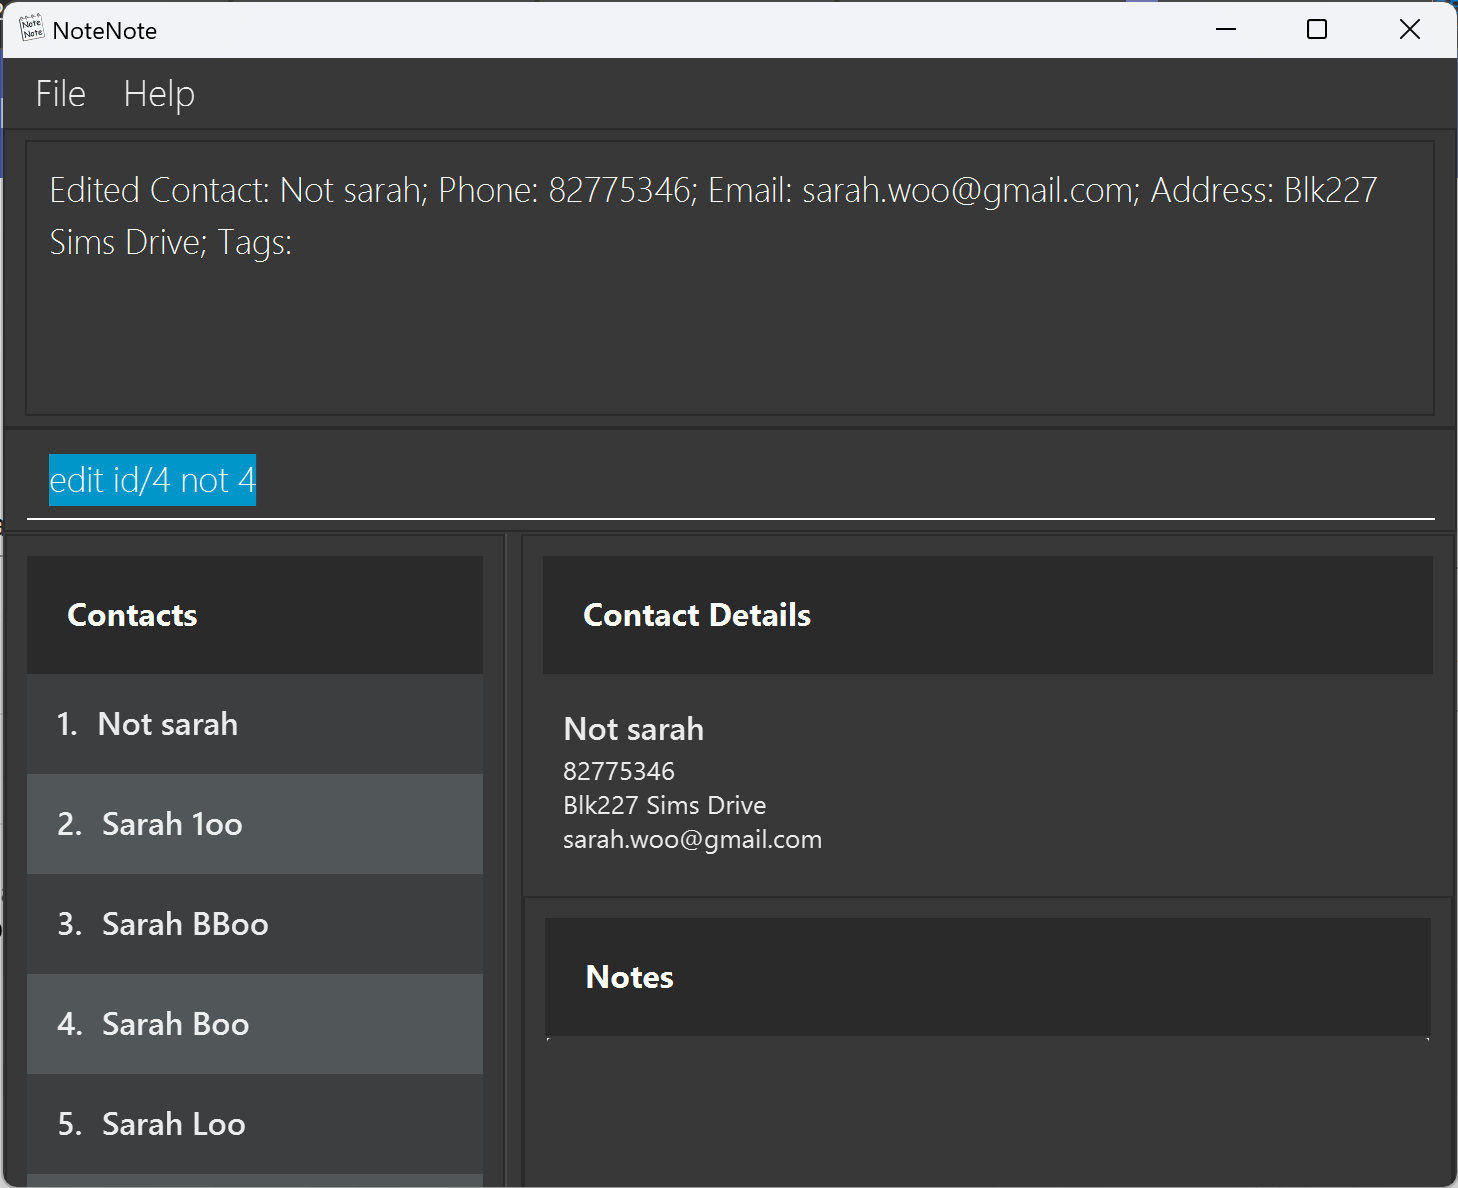 Note
Note
NoteNote
File Help
Edited Contact: Not sarah; Phone: 82775346; Email: sarah.woo@gmail.com; Address: Blk227
Sims Drive; Tags:
edit id/4 not 4
Contacts
1. Not sarah
2. Sarah 1oo
3. Sarah BBoo
4. Sarah Boo
5. Sarah Loo
Contact Details
Not sarah
82775346
Blk227 Sims Drive
sarah.woo@gmail.com
Notes